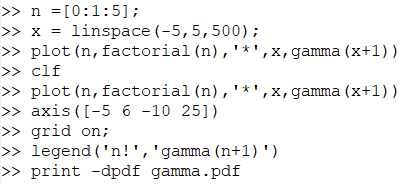 >> n =[0:1:5];
>> x = linspace(-5,5,500);
>> plot(n,factorial(n),'*',x,gamma(x+1))
>> clf
>> plot(n,factorial(n),'*',x,gamma(x+1))
>> axis([-5 6 -10 25])
>> grid on;
>> legend('n!','gamma(n+1)')
>> print -dpdf gamma.pdf